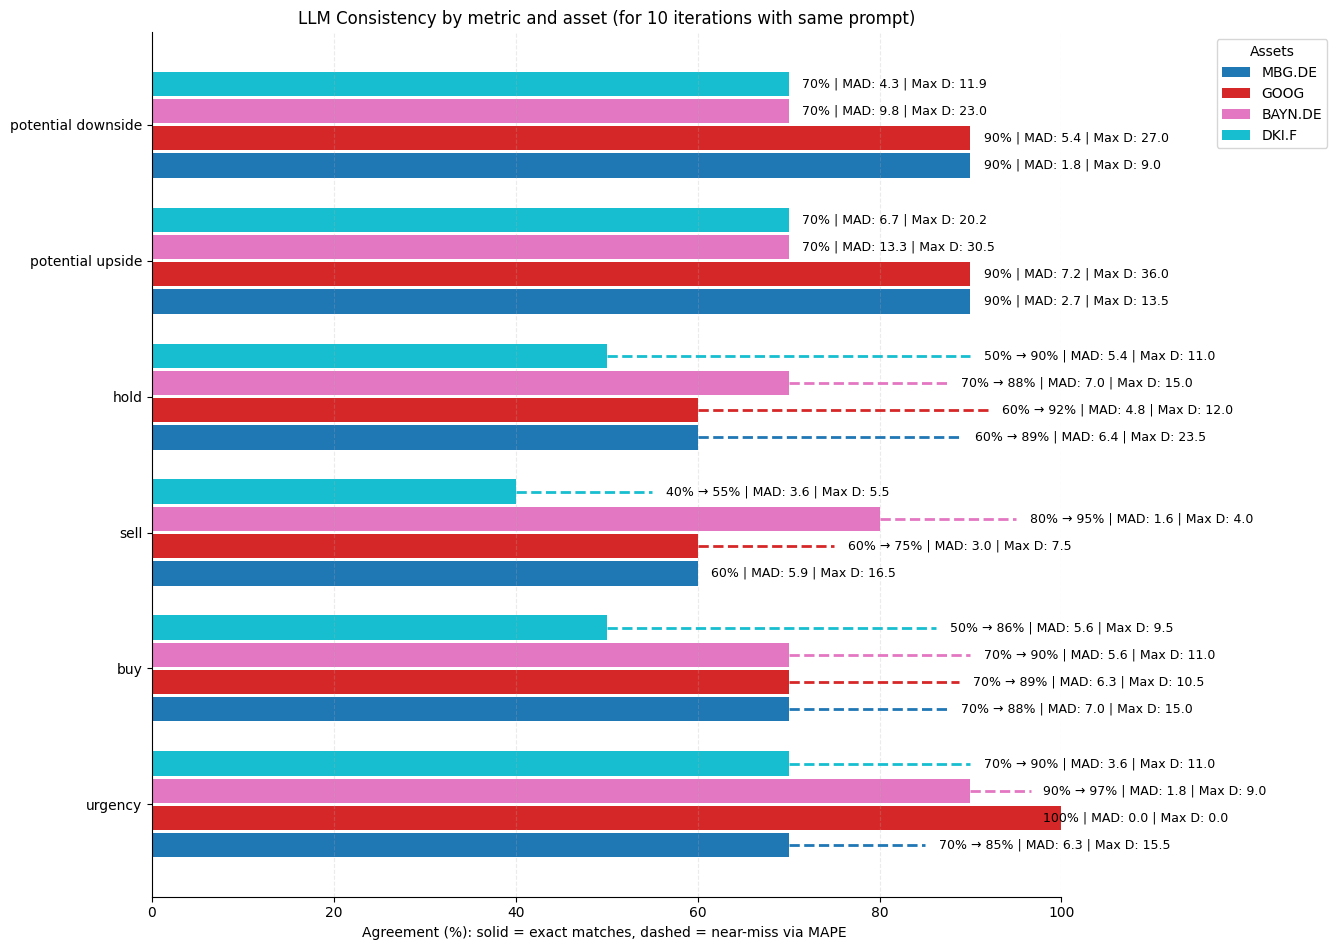 LLM Consistency by metric and asset (for 10 iterations with same prompt)
Assets
MBG.DE
GOOG
BAYN.DE
DKI.F
potential downside
70% | MAD: 4.3 | Max D: 11.9
70% | MAD: 9.8 | Max D: 23.0
90% | MAD: 5.4 | Max D: 27.0
90% | MAD: 1.8 | Max D: 9.0
potential upside
70% | MAD: 6.7 | Max D: 20.2
70% | MAD: 13.3 | Max D: 30.5
90% | MAD: 7.2 | Max D: 36.0
90% | MAD: 2.7 | Max D: 13.5
hold
50% → 90% | MAD: 5.4 | Max D: 11.0
70% → 88% | MAD: 7.0 | Max D: 15.0
60% → 92% | MAD: 4.8 | Max D: 12.0
60% → 89% | MAD: 6.4 | Max D: 23.5
sell
40% → 55% | MAD: 3.6 | Max D: 5.5
80% → 95% | MAD: 1.6 | Max D: 4.0
60% → 75% | MAD: 3.0 | Max D: 7.5
60% | MAD: 5.9 | Max D: 16.5
buy
50% → 86% | MAD: 5.6 | Max D: 9.5
70% → 90% | MAD: 5.6 | Max D: 11.0
70% → 89% | MAD: 6.3 | Max D: 10.5
70% → 88% | MAD: 7.0 | Max D: 15.0
urgency
70% → 90% | MAD: 3.6 | Max D: 11.0
90% → 97% | MAD: 1.8 | Max D: 9.0
100% | MAD: 0.0 | Max D: 0.0
70% → 85% | MAD: 6.3 | Max D: 15.5
0 20 40 60 80 100
Agreement (%): solid = exact matches, dashed = near-miss via MAPE